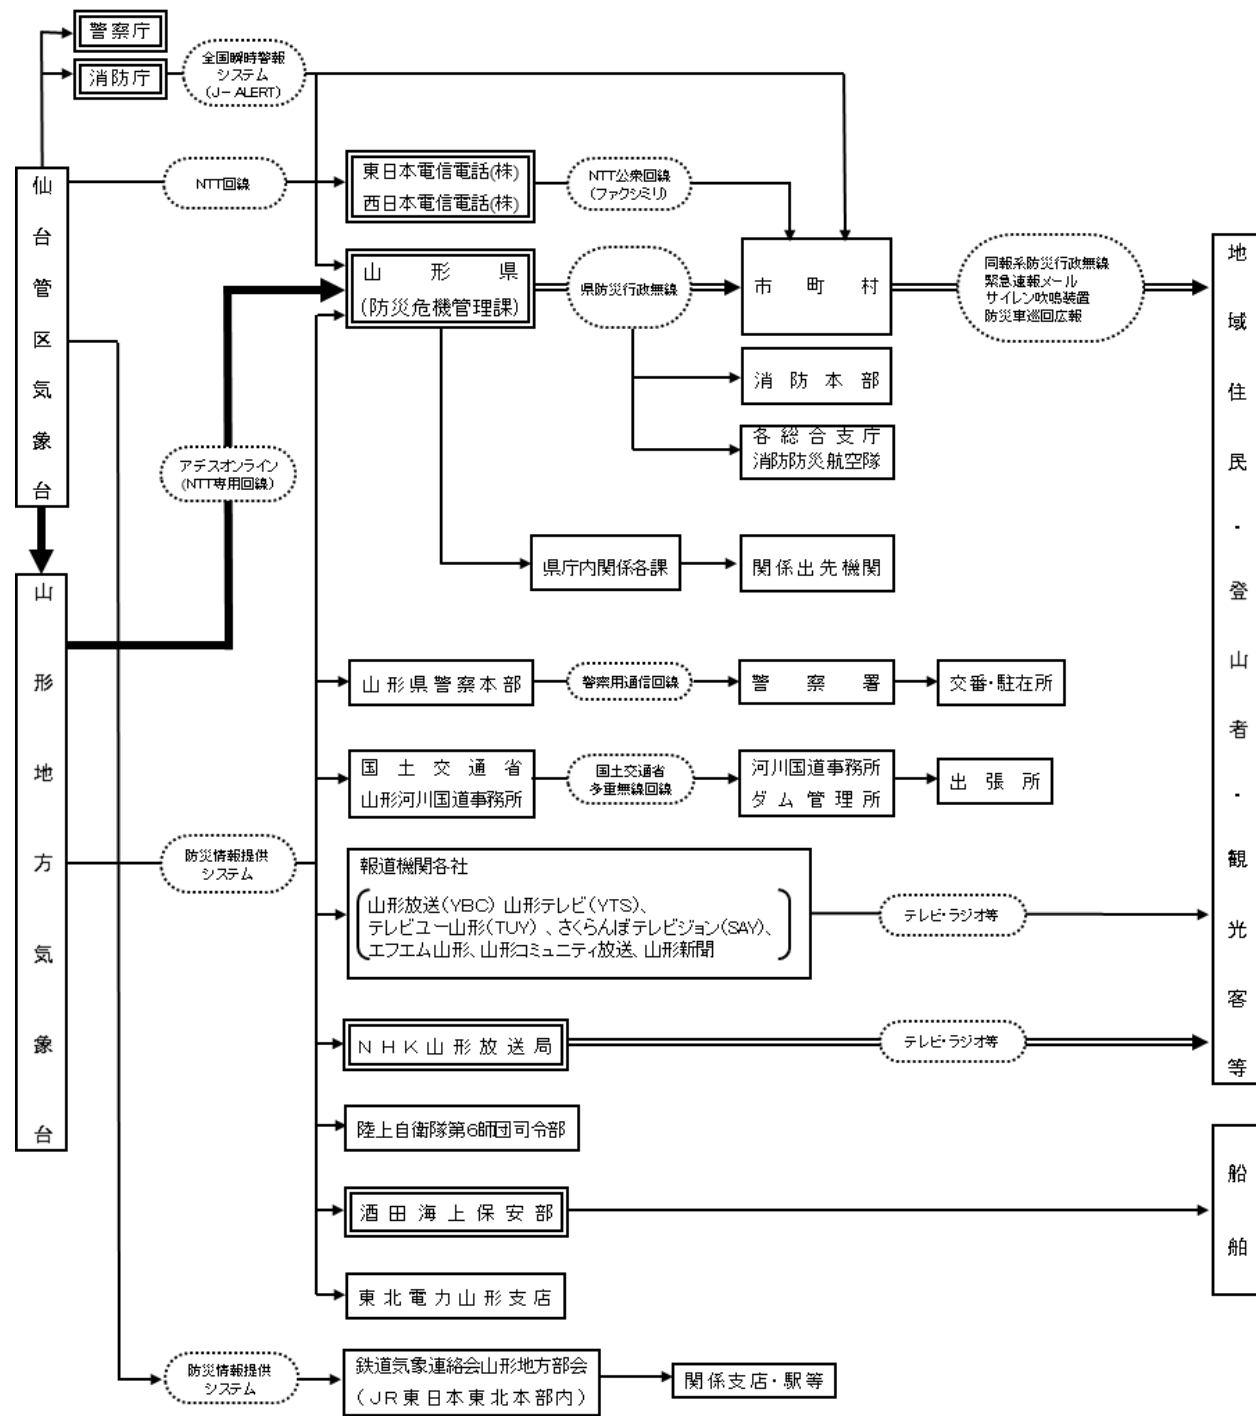 警察庁
消防庁
全国瞬時警報
システム
(J-ALERT)
仙台管区気象台
NTT回線
東日本電信電話(株)
西日本電信電話(株)
NTT公衆回線
(ファクシミリ)
山形県
(防災危機管理課)
県防災行政無線
市町村
同報系防災行政無線
緊急速報メール
サイレン吹鳴装置
防災車巡回広報
地域住民・登山者・観光客等
消防本部
各総合支庁
消防防災航空隊
アデスオンライン
(NTT専用回線)
県庁内関係各課
関係出先機関
山形地方気象台
山形県警察本部
警察用通信回線
警察署
交番・駐在所
国土交通省
山形河川国道事務所
国土交通省
多重無線回線
河川国道事務所
ダム管理所
出張所
防災情報提供
システム
報道機関各社
山形放送(YBC) 山形テレビ(YTS)、
テレビユー山形(TUY) 、さくらんぼテレビジョン(SAY)、
エフエム山形、山形コミュニティ放送、山形新聞
テレビ・ラジオ等
NHK山形放送局
テレビ・ラジオ等
陸上自衛隊第6師団司令部
酒田海上保安部
船舶
東北電力山形支店
防災情報提供
システム
鉄道気象連絡会山形地方部会
(JR東日本東北本部内)
関係支店・駅等